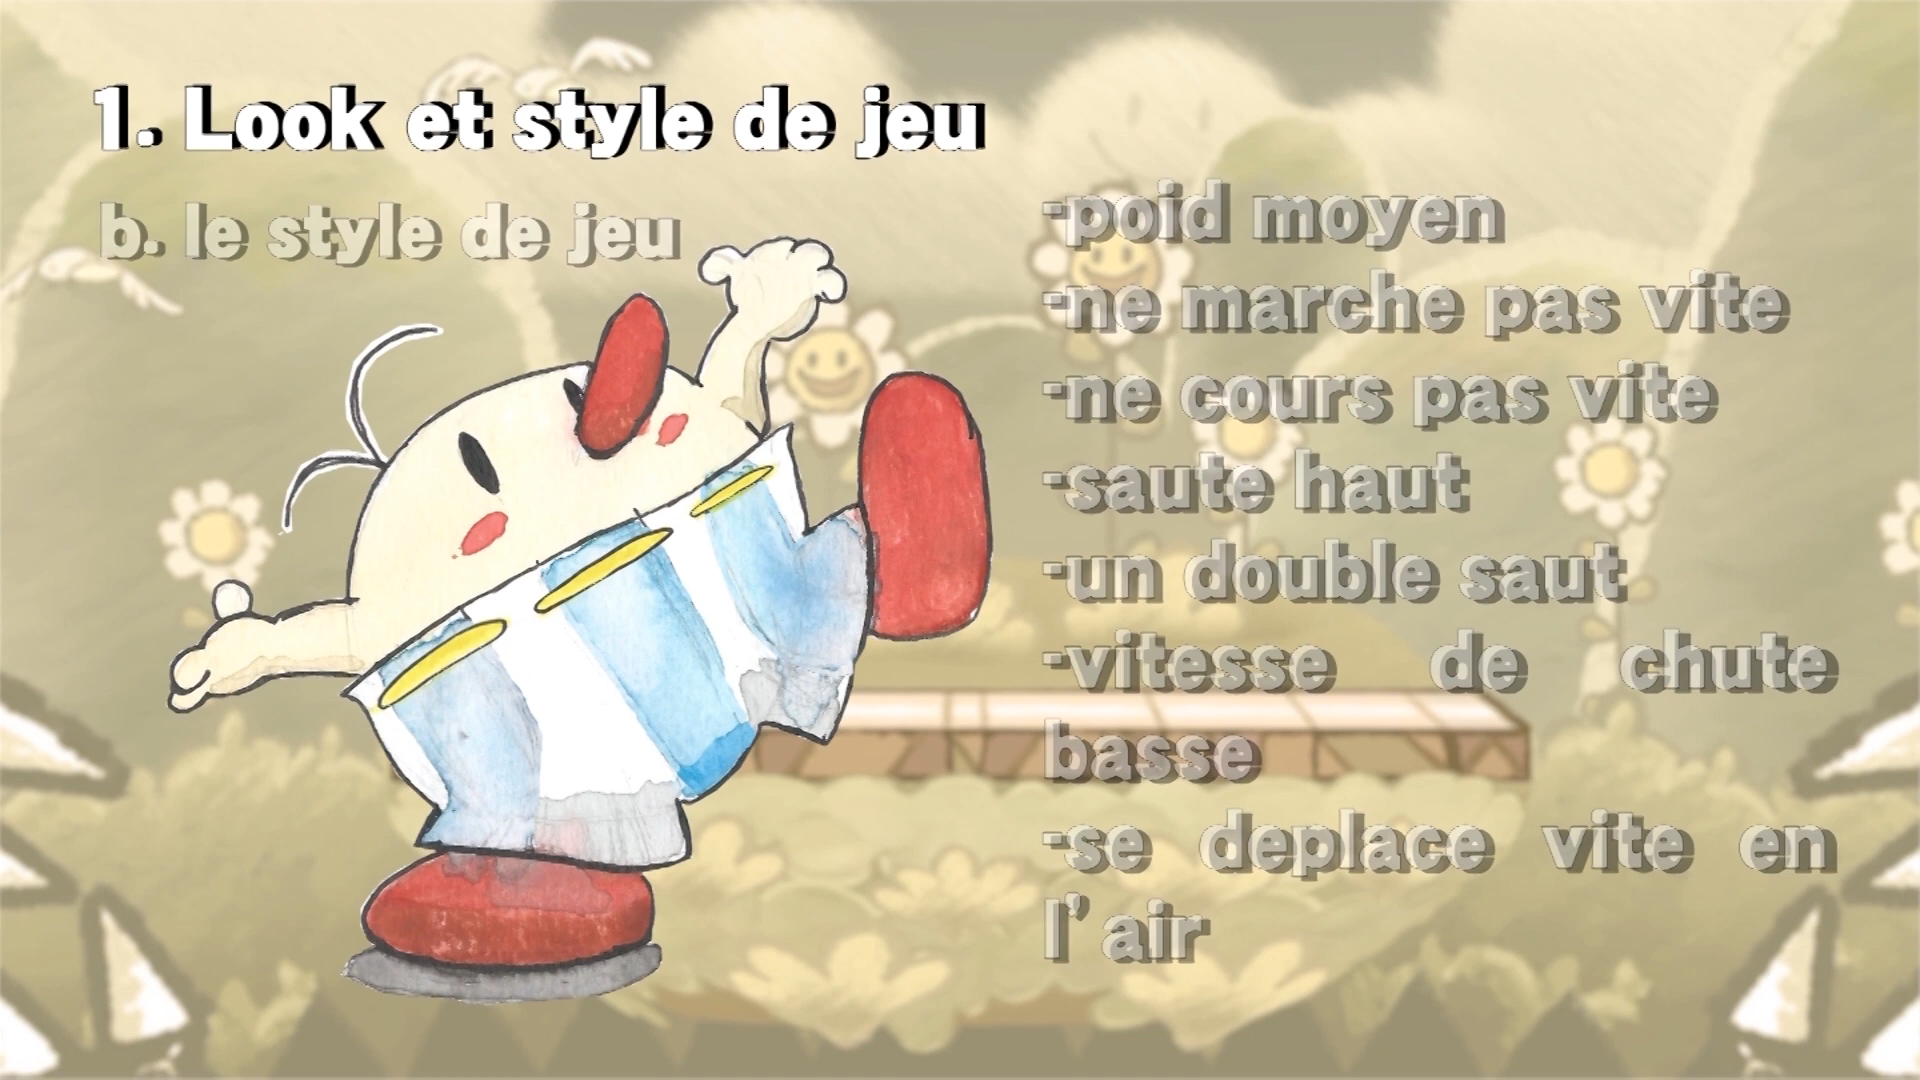 1. Look et style de jeu
b. le style de jeu
-poid moyen
-ne marche pas vite
-ne cours pas vite
-saute haut
-un double saut
-vitesse de chute
basse
-se deplace vite en
l'air